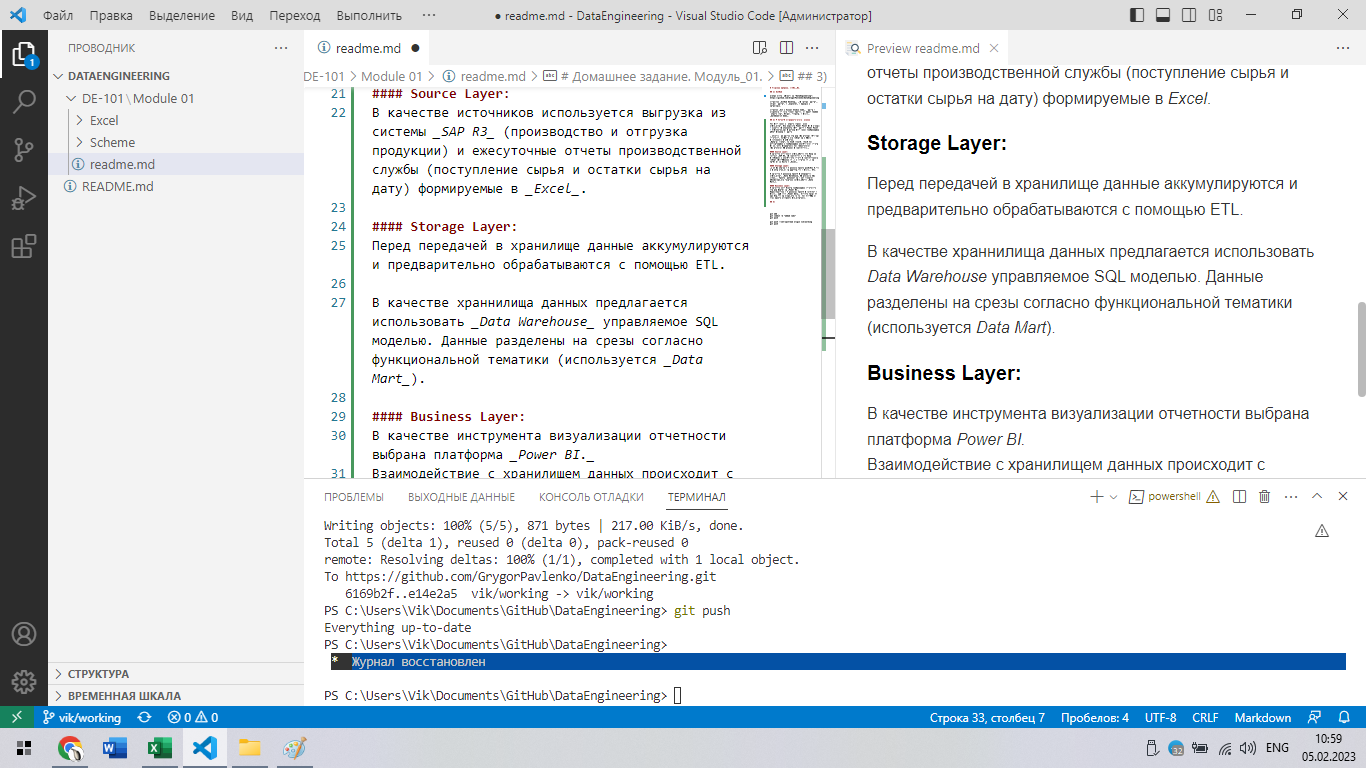 Файл Правка Выделение Вид Переход Выполнить ··· ● readme.md - DataEngineering - Visual Studio Code [Администратор]
ПРОВОДНИК ···
DATAENGINEERING
DE-101 \ Module 01
Excel
Scheme
readme.md
README.md
СТРУКТУРА
ВРЕМЕННАЯ ШКАЛА
1
readme.md ●
DE-101 > Module 01 > readme.md > # Домашнее задание. Модуль_01. > ## 3)
21 #### Source Layer:
22 В качестве источников используется выгрузка из
системы _SAP R3_ (производство и отгрузка
продукции) и ежесуточные отчеты производственной
службы (поступление сырья и остатки сырья на
дату) формируемые в _Excel_.
23
24 #### Storage Layer:
25 Перед передачей в хранилище данные аккумулируются
и предварительно обрабатываются с помощью ETL.
26
27 В качестве храннилища данных предлагается
использовать _Data Warehouse_ управляемое SQL
моделью. Данные разделены на срезы согласно
функциональной тематики (используется _Data
Mart_).
28
29 #### Business Layer:
30 В качестве инструмента визуализации отчетности
выбрана платформа _Power BI._
31 Взаимодействие с хранилищем данных происходит с
Preview readme.md
отчеты производственной службы (поступление сырья и
остатки сырья на дату) формируемые в Excel.
Storage Layer:
Перед передачей в хранилище данные аккумулируются и
предварительно обрабатываются с помощью ETL.
В качестве храннилища данных предлагается использовать
Data Warehouse управляемое SQL моделью. Данные
разделены на срезы согласно функциональной тематики
(используется Data Mart).
Business Layer:
В качестве инструмента визуализации отчетности выбрана
платформа Power BI.
Взаимодействие с хранилищем данных происходит с
ПРОБЛЕМЫ ВЫХОДНЫЕ ДАННЫЕ КОНСОЛЬ ОТЛАДКИ ТЕРМИНАЛ powershell
Writing objects: 100% (5/5), 871 bytes | 217.00 KiB/s, done.
Total 5 (delta 1), reused 0 (delta 0), pack-reused 0
remote: Resolving deltas: 100% (1/1), completed with 1 local object.
To https://github.com/GrygorPavlenko/DataEngineering.git
6169b2f..e14e2a5 vik/working -> vik/working
PS C:\Users\Vik\Documents\GitHub\DataEngineering> git push
Everything up-to-date
PS C:\Users\Vik\Documents\GitHub\DataEngineering>
* Журнал восстановлен
PS C:\Users\Vik\Documents\GitHub\DataEngineering>
vik/working 0 0 Строка 33, столбец 7 Пробелов: 4 UTF-8 CRLF Markdown
32 ENG 10:59
05.02.2023